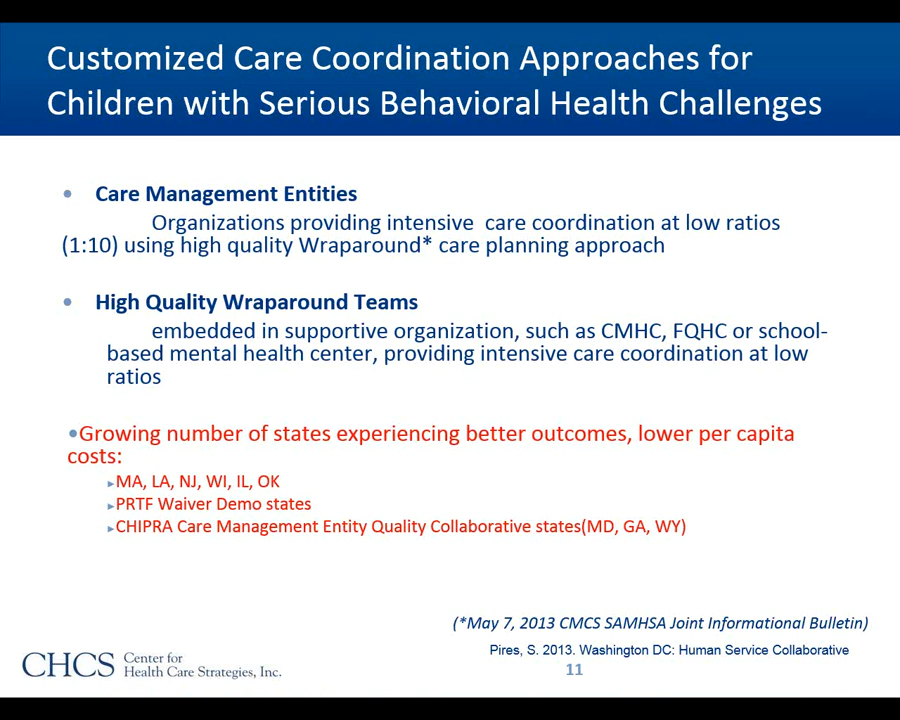 Customized Care Coordination Approaches for
Children with Serious Behavioral Health Challenges
• Care Management Entities
Organizations providing intensive care coordination at low ratios
(1:10) using high quality Wraparound* care planning approach
• High Quality Wraparound Teams
embedded in supportive organization, such as CMHC, FQHC or school-
based mental health center, providing intensive care coordination at low
ratios
•Growing number of states experiencing better outcomes, lower per capita
costs:
▸MA, LA, NJ, WI, IL, OK
▸PRTF Waiver Demo states
▸CHIPRA Care Management Entity Quality Collaborative states(MD, GA, WY)
(*May 7, 2013 CMCS SAMHSA Joint Informational Bulletin)
Pires, S. 2013. Washington DC: Human Service Collaborative
CHCS Center for
Health Care Strategies, Inc.
11